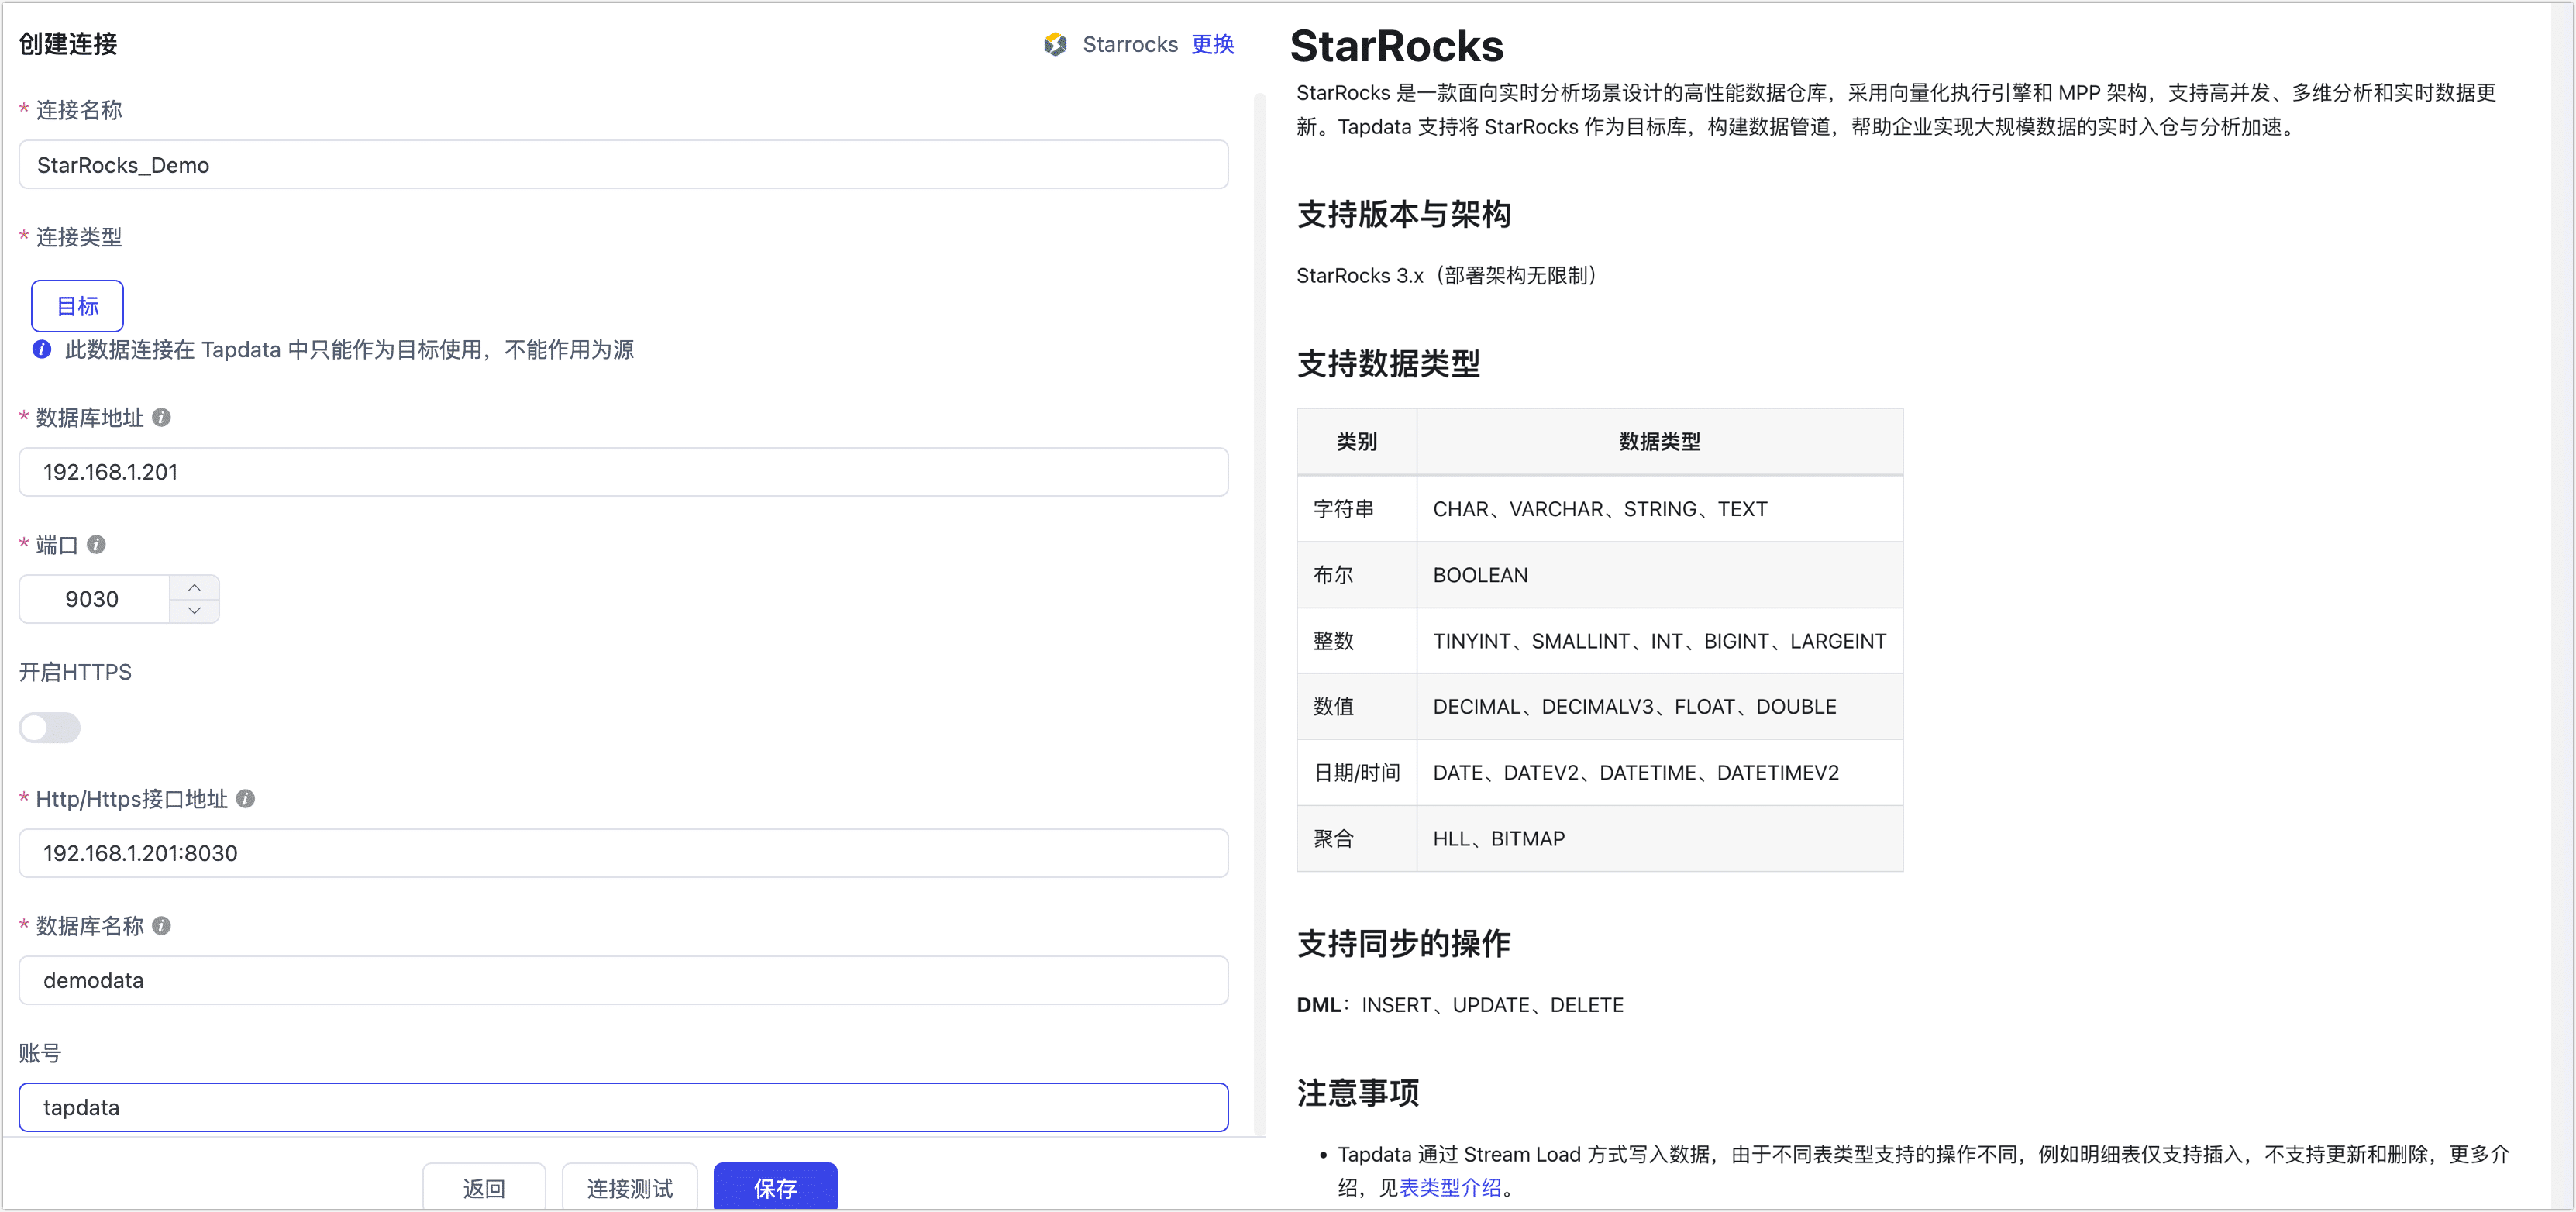 创建连接
Starrocks 更换
* 连接名称
StarRocks_Demo
* 连接类型
目标
此数据连接在 Tapdata 中只能作为目标使用，不能作用为源
* 数据库地址
192.168.1.201
* 端口
9030
开启HTTPS
* Http/Https接口地址
192.168.1.201:8030
* 数据库名称
demodata
账号
tapdata
返回 连接测试 保存
StarRocks
StarRocks 是一款面向实时分析场景设计的高性能数据仓库，采用向量化执行引擎和 MPP 架构，支持高并发、多维分析和实时数据更
新。Tapdata 支持将 StarRocks 作为目标库，构建数据管道，帮助企业实现大规模数据的实时入仓与分析加速。
支持版本与架构
StarRocks 3.x（部署架构无限制）
支持数据类型
类别 数据类型
字符串 CHAR、VARCHAR、STRING、TEXT
布尔 BOOLEAN
整数 TINYINT、SMALLINT、INT、BIGINT、LARGEINT
数值 DECIMAL、DECIMALV3、FLOAT、DOUBLE
日期/时间 DATE、DATEV2、DATETIME、DATETIMEV2
聚合 HLL、BITMAP
支持同步的操作
DML：INSERT、UPDATE、DELETE
注意事项
• Tapdata 通过 Stream Load 方式写入数据，由于不同表类型支持的操作不同，例如明细表仅支持插入，不支持更新和删除，更多介
绍，见表类型介绍。